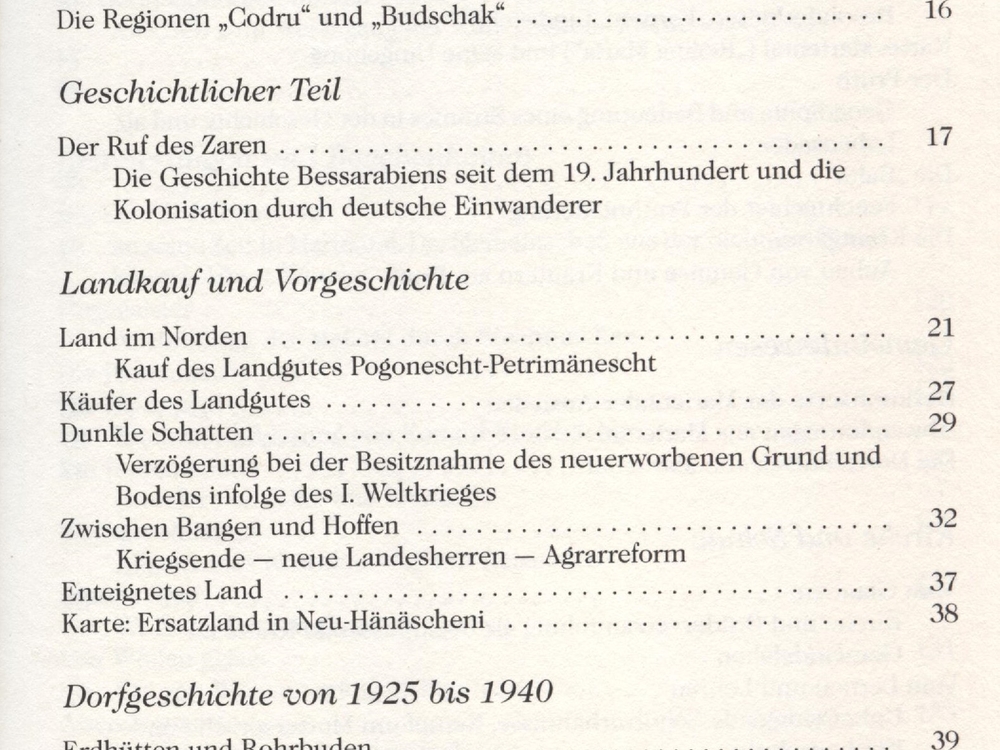 Die Regionen „Codru“ und „Budschak“ . . . . . . . . . . . . . . . . . . . . . . . . . . . . . 16
Geschichtlicher Teil
Der Ruf des Zaren . . . . . . . . . . . . . . . . . . . . . . . . . . . . . . . . . . . . . . . . . . . . . 17
Die Geschichte Bessarabiens seit dem 19. Jahrhundert und die
Kolonisation durch deutsche Einwanderer
Landkauf und Vorgeschichte
Land im Norden . . . . . . . . . . . . . . . . . . . . . . . . . . . . . . . . . . . . . . . . . . . . . . 21
Kauf des Landgutes Pogonescht-Petrimänescht
Käufer des Landgutes . . . . . . . . . . . . . . . . . . . . . . . . . . . . . . . . . . . . . . . . . 27
Dunkle Schatten . . . . . . . . . . . . . . . . . . . . . . . . . . . . . . . . . . . . . . . . . . . . . . 29
Verzögerung bei der Besitznahme des neuerworbenen Grund und
Bodens infolge des I. Weltkrieges
Zwischen Bangen und Hoffen . . . . . . . . . . . . . . . . . . . . . . . . . . . . . . . . . . . 32
Kriegsende — neue Landesherren — Agrarreform
Enteignetes Land . . . . . . . . . . . . . . . . . . . . . . . . . . . . . . . . . . . . . . . . . . . . . 37
Karte: Ersatzland in Neu-Hänäscheni . . . . . . . . . . . . . . . . . . . . . . . . . . . . . 38
Dorfgeschichte von 1925 bis 1940
Erdhütten und Rohrbuden . . . . . . . . . . . . . . . . . . . . . . . . . . . . . . . . . . . . . 39